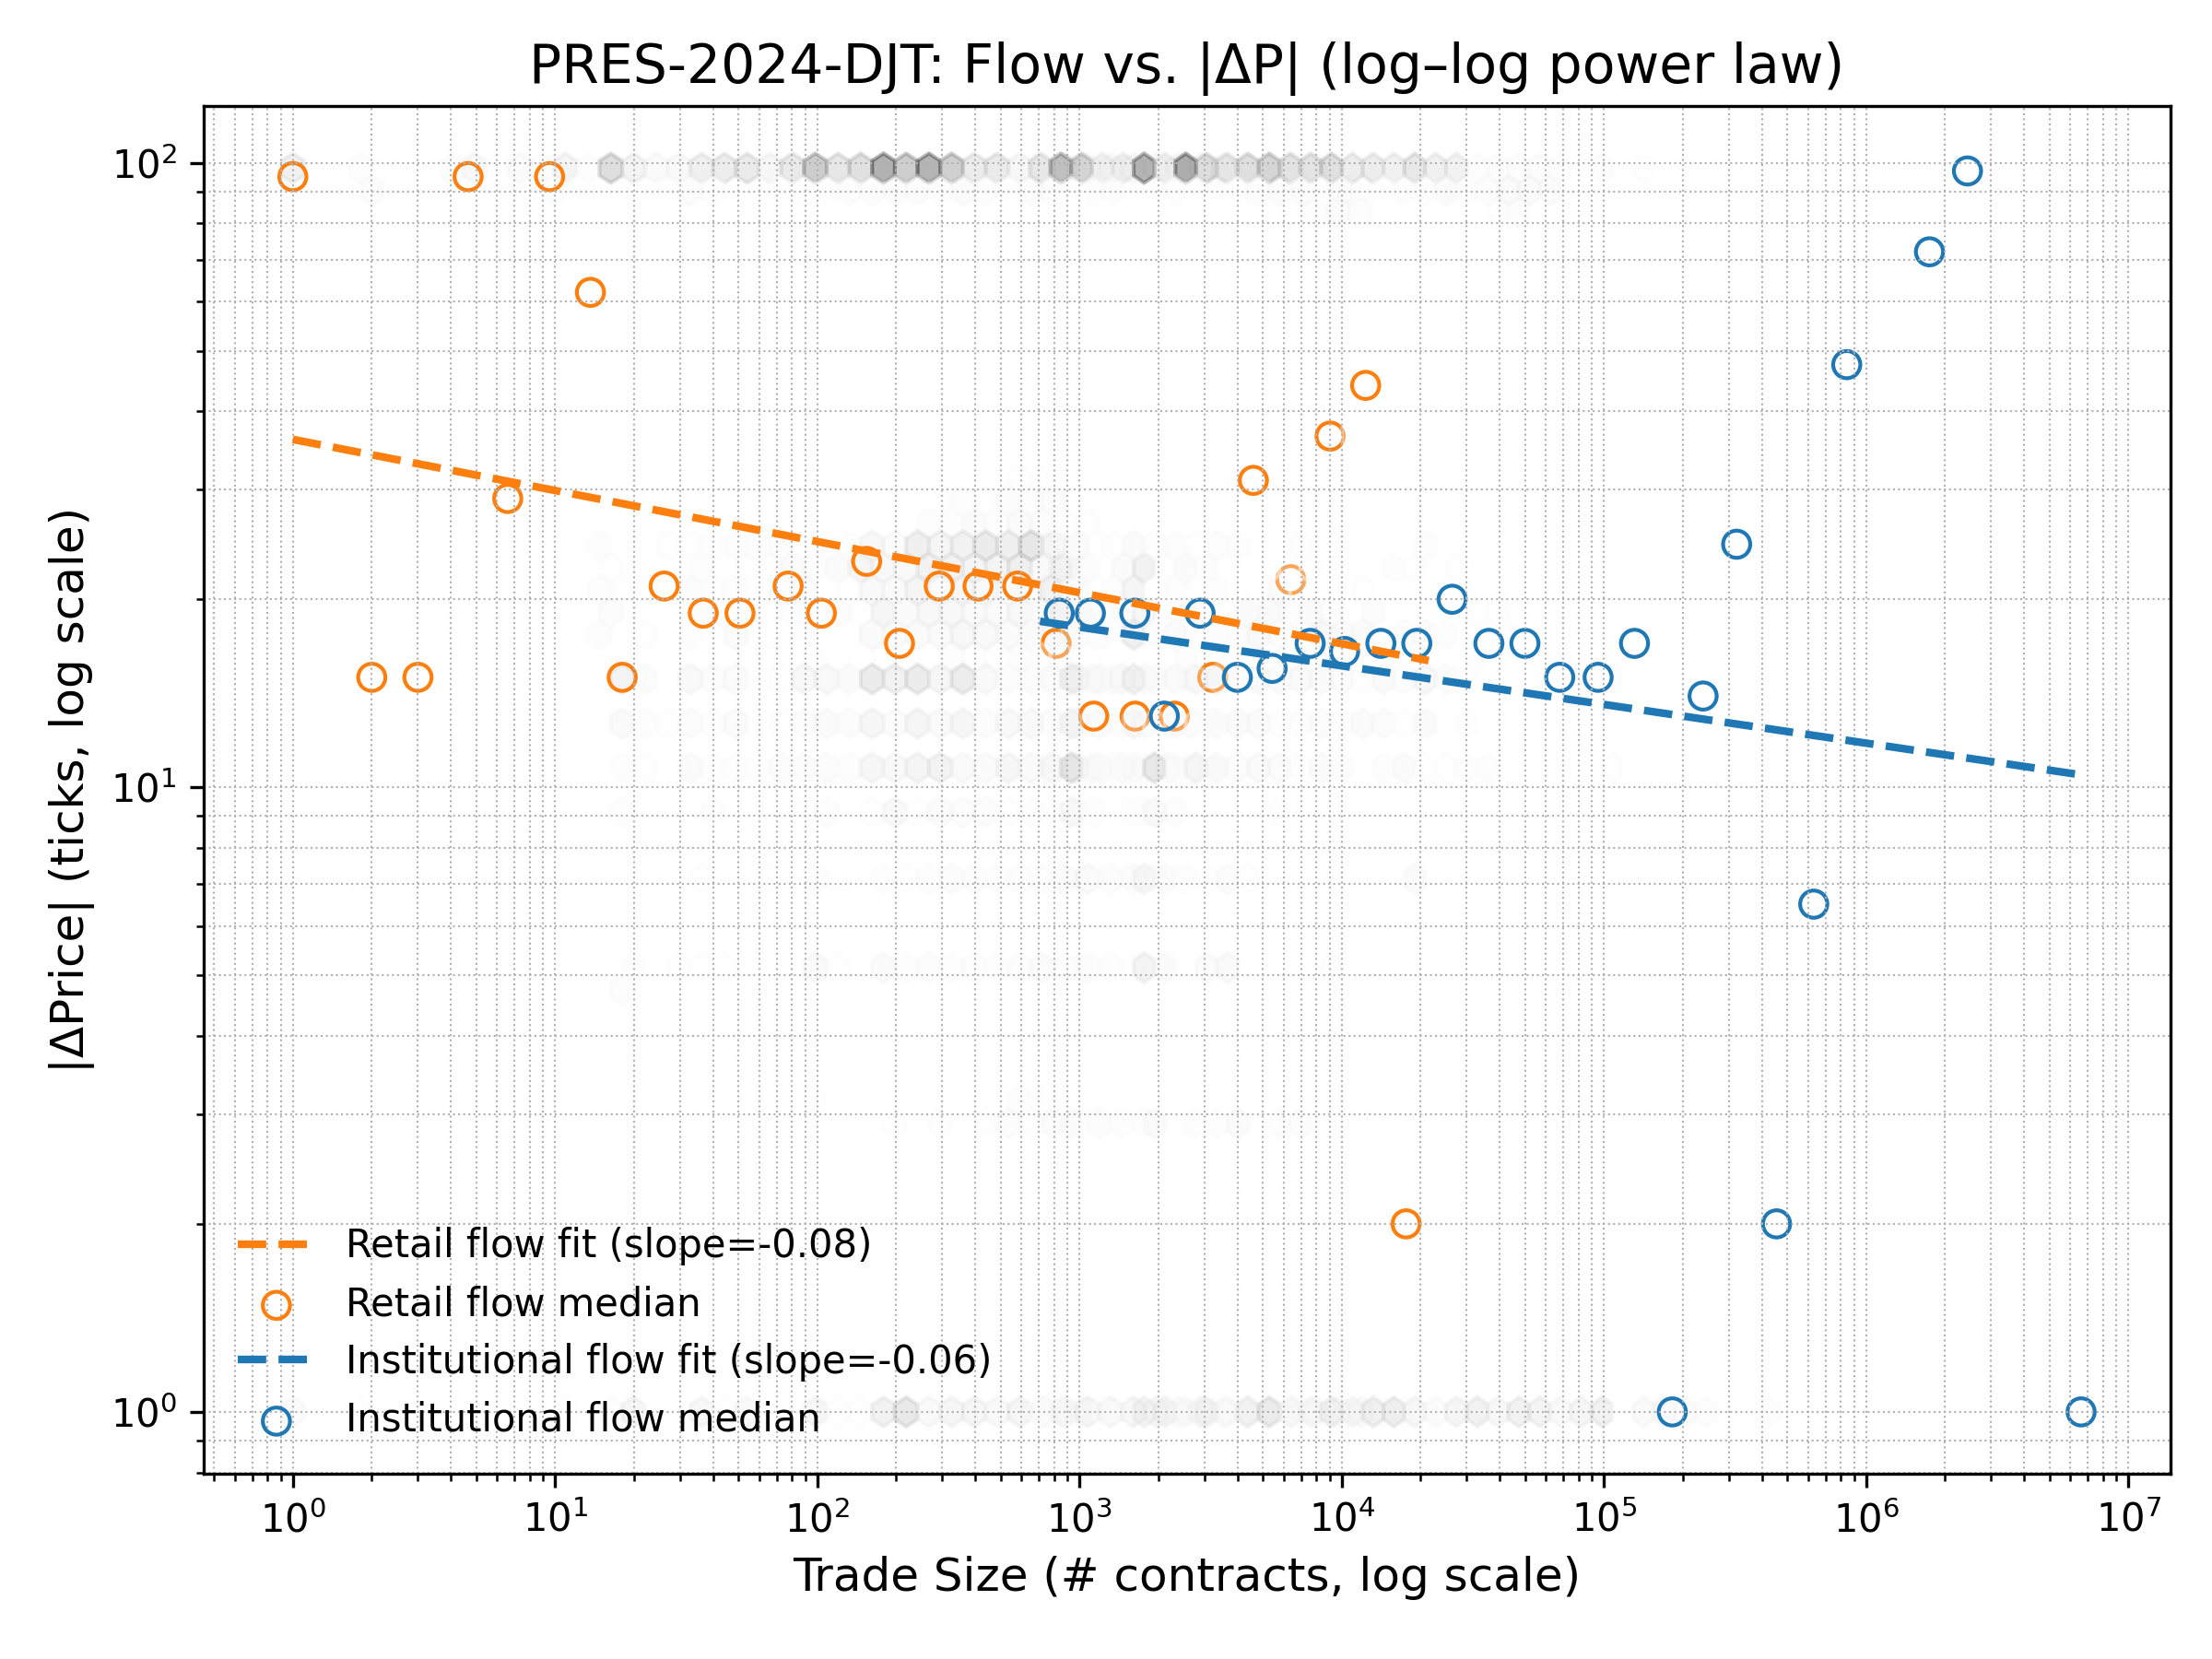 PRES-2024-DJT: Flow vs. |ΔP| (log–log power law)
|ΔPrice| (ticks, log scale)
10²
10¹
10⁰
Retail flow fit (slope=-0.08)
Retail flow median
Institutional flow fit (slope=-0.06)
Institutional flow median
10⁰ 10¹ 10² 10³ 10⁴ 10⁵ 10⁶ 10⁷
Trade Size (# contracts, log scale)